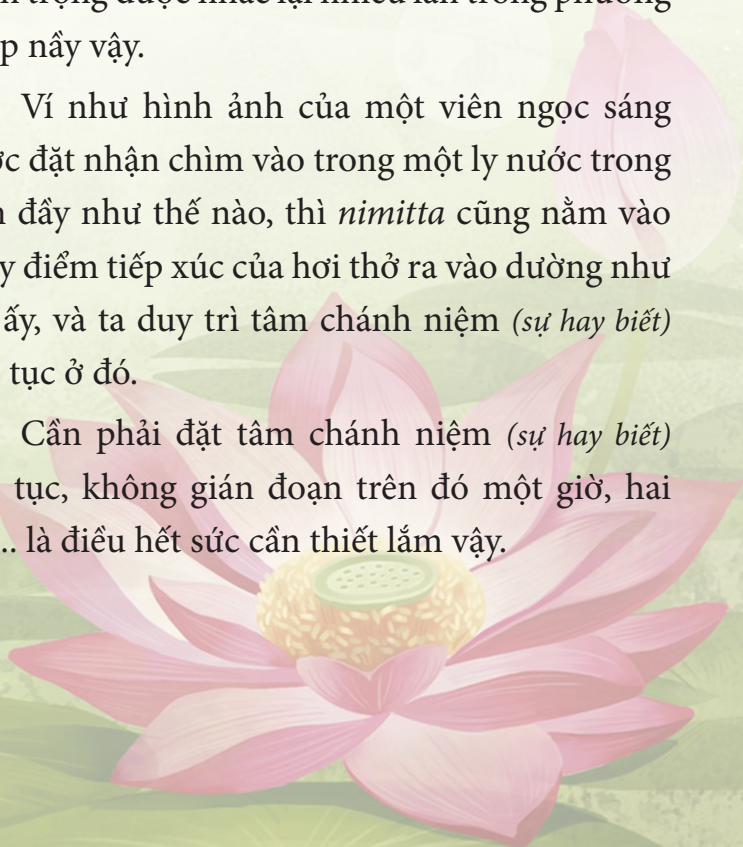 trọng được nhắc lại nhiều lần trong phương
p nầy vậy.
Ví như hình ảnh của một viên ngọc sáng
ợc đặt nhận chìm vào trong một ly nước trong
đầy như thế nào, thì nimitta cũng nằm vào
y điểm tiếp xúc của hơi thở ra vào dường như
ấy, và ta duy trì tâm chánh niệm (sự hay biết)
tục ở đó.
Cần phải đặt tâm chánh niệm (sự hay biết)
tục, không gián đoạn trên đó một giờ, hai
.. là điều hết sức cần thiết lắm vậy.